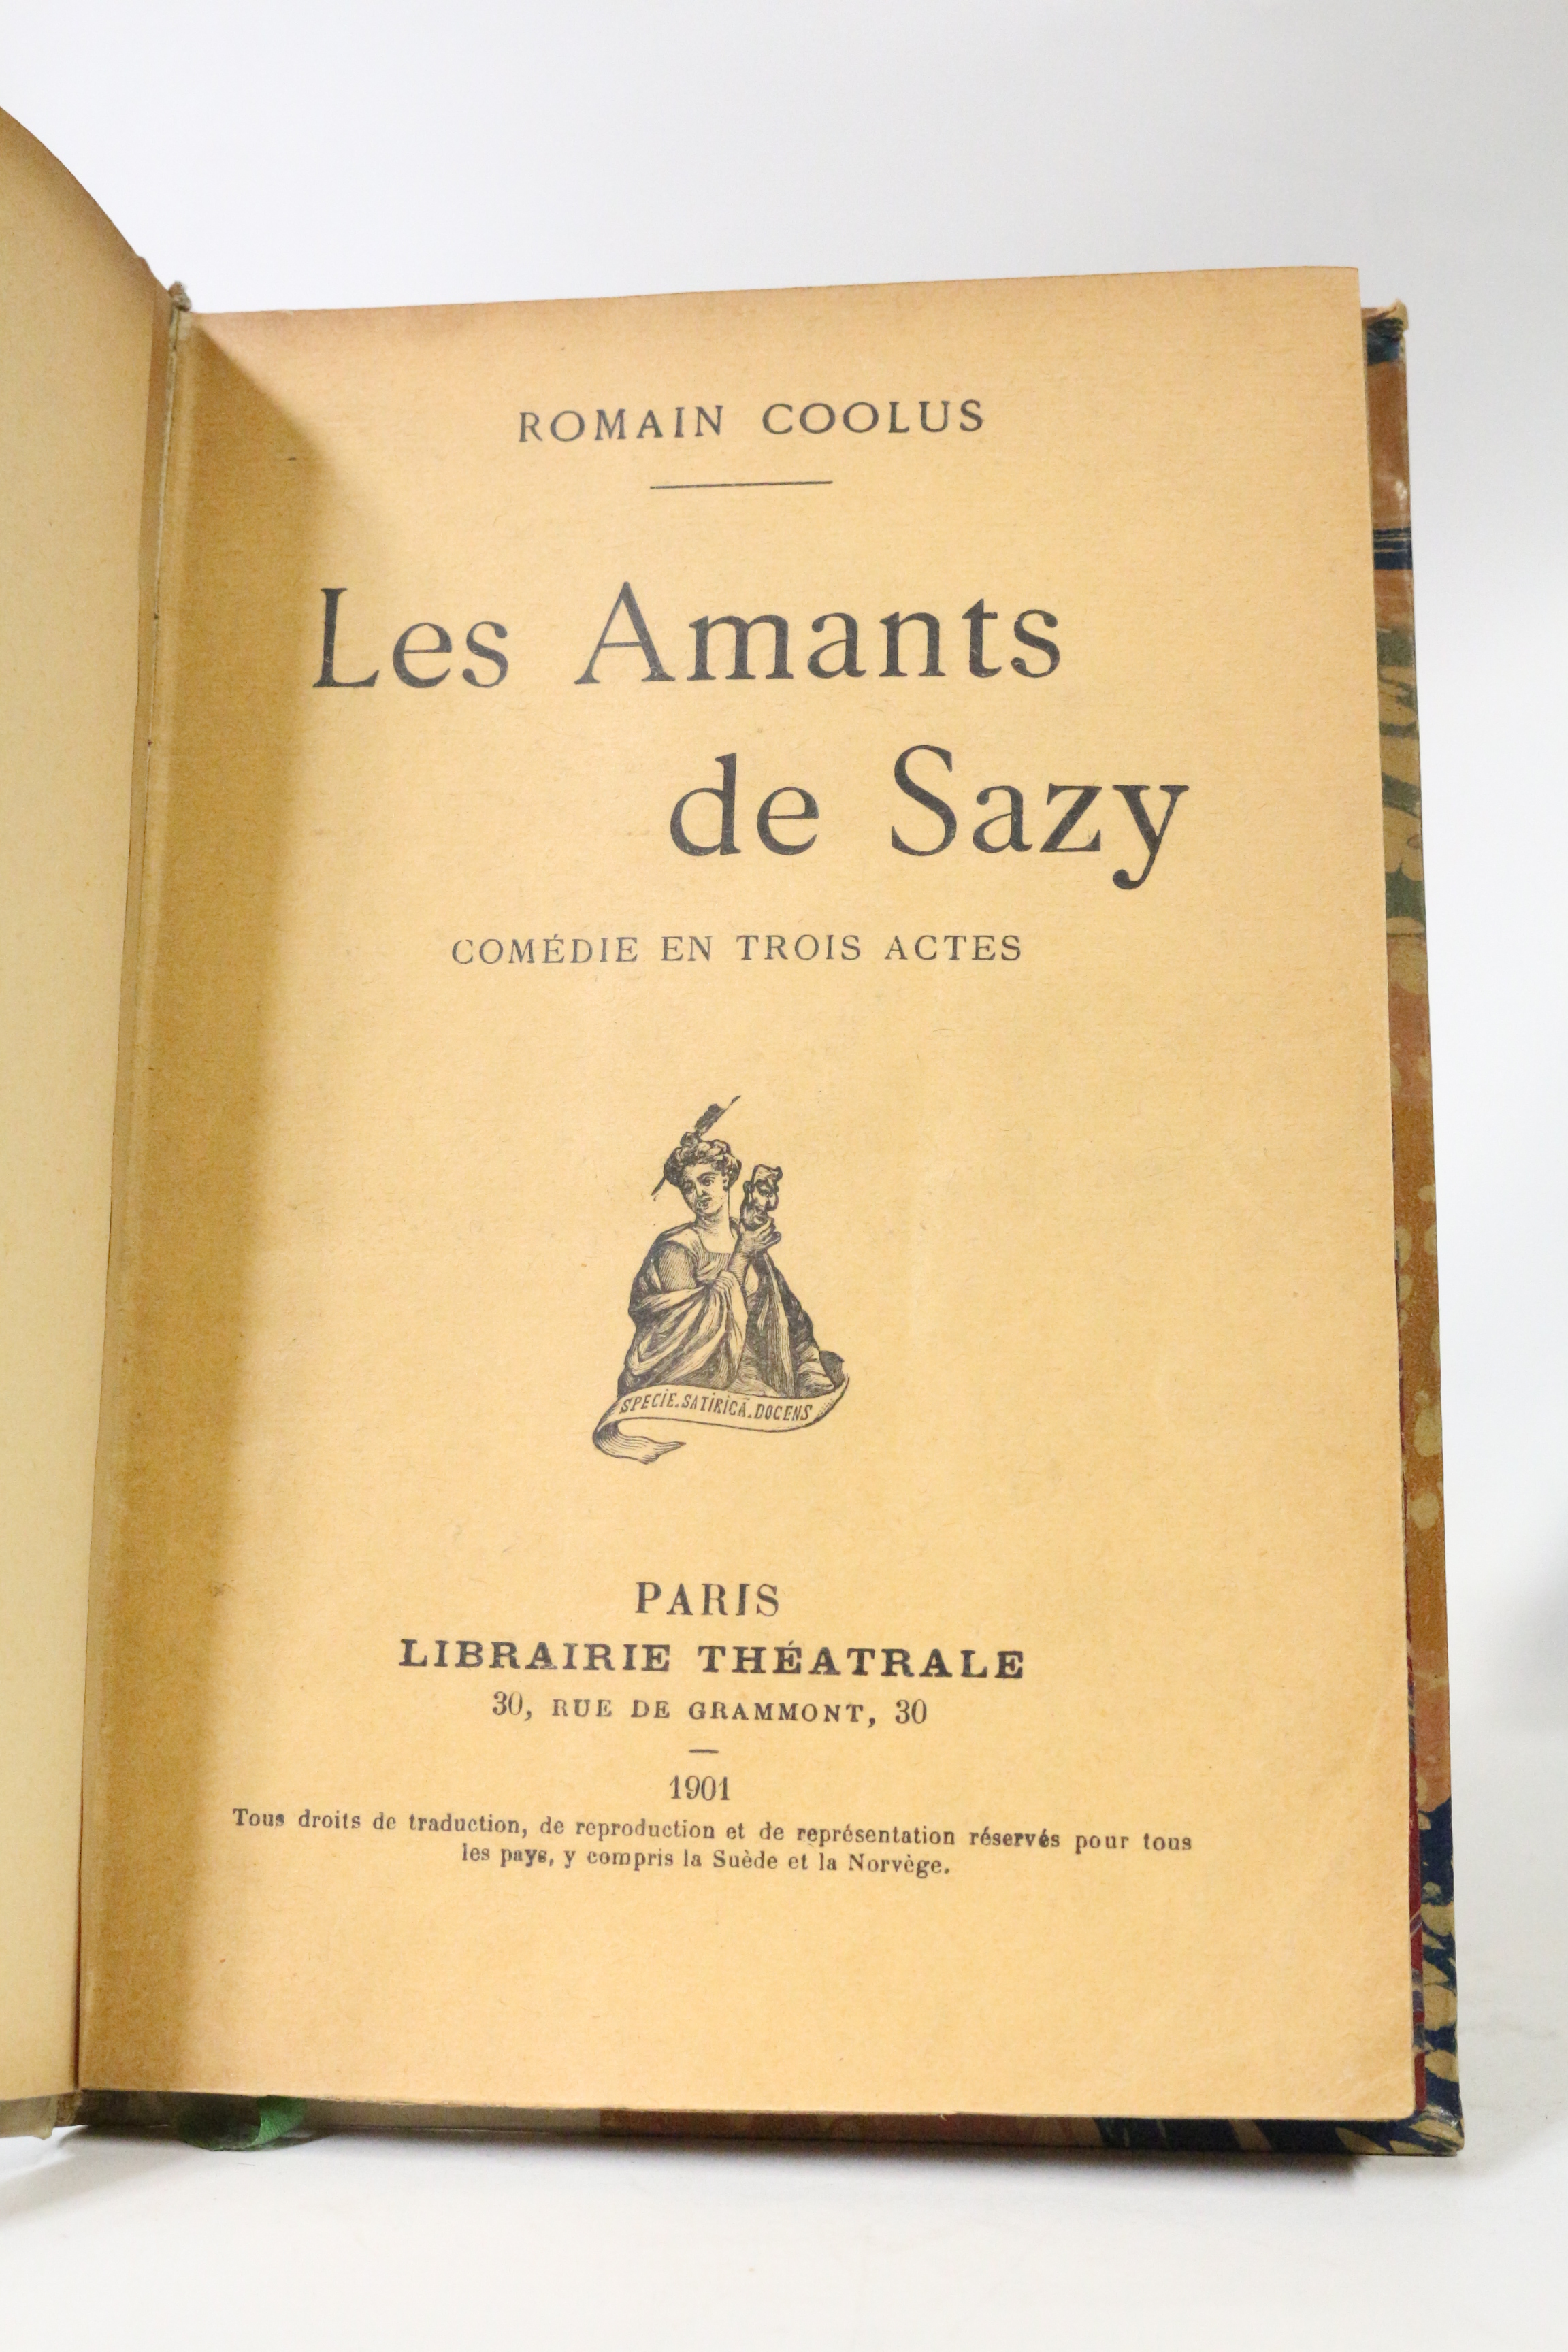 ROMAIN COOLUS
Les Amants
de Sazy
COMÉDIE EN TROIS ACTES
SPECIE.SATIRICA.DOCENS
PARIS
LIBRAIRIE THÉATRALE
30, RUE DE GRAMMONT, 30
1901
Tous droits de traduction, de reproduction et de représentation réservés pour tous
les pays, y compris la Suède et la Norvège.